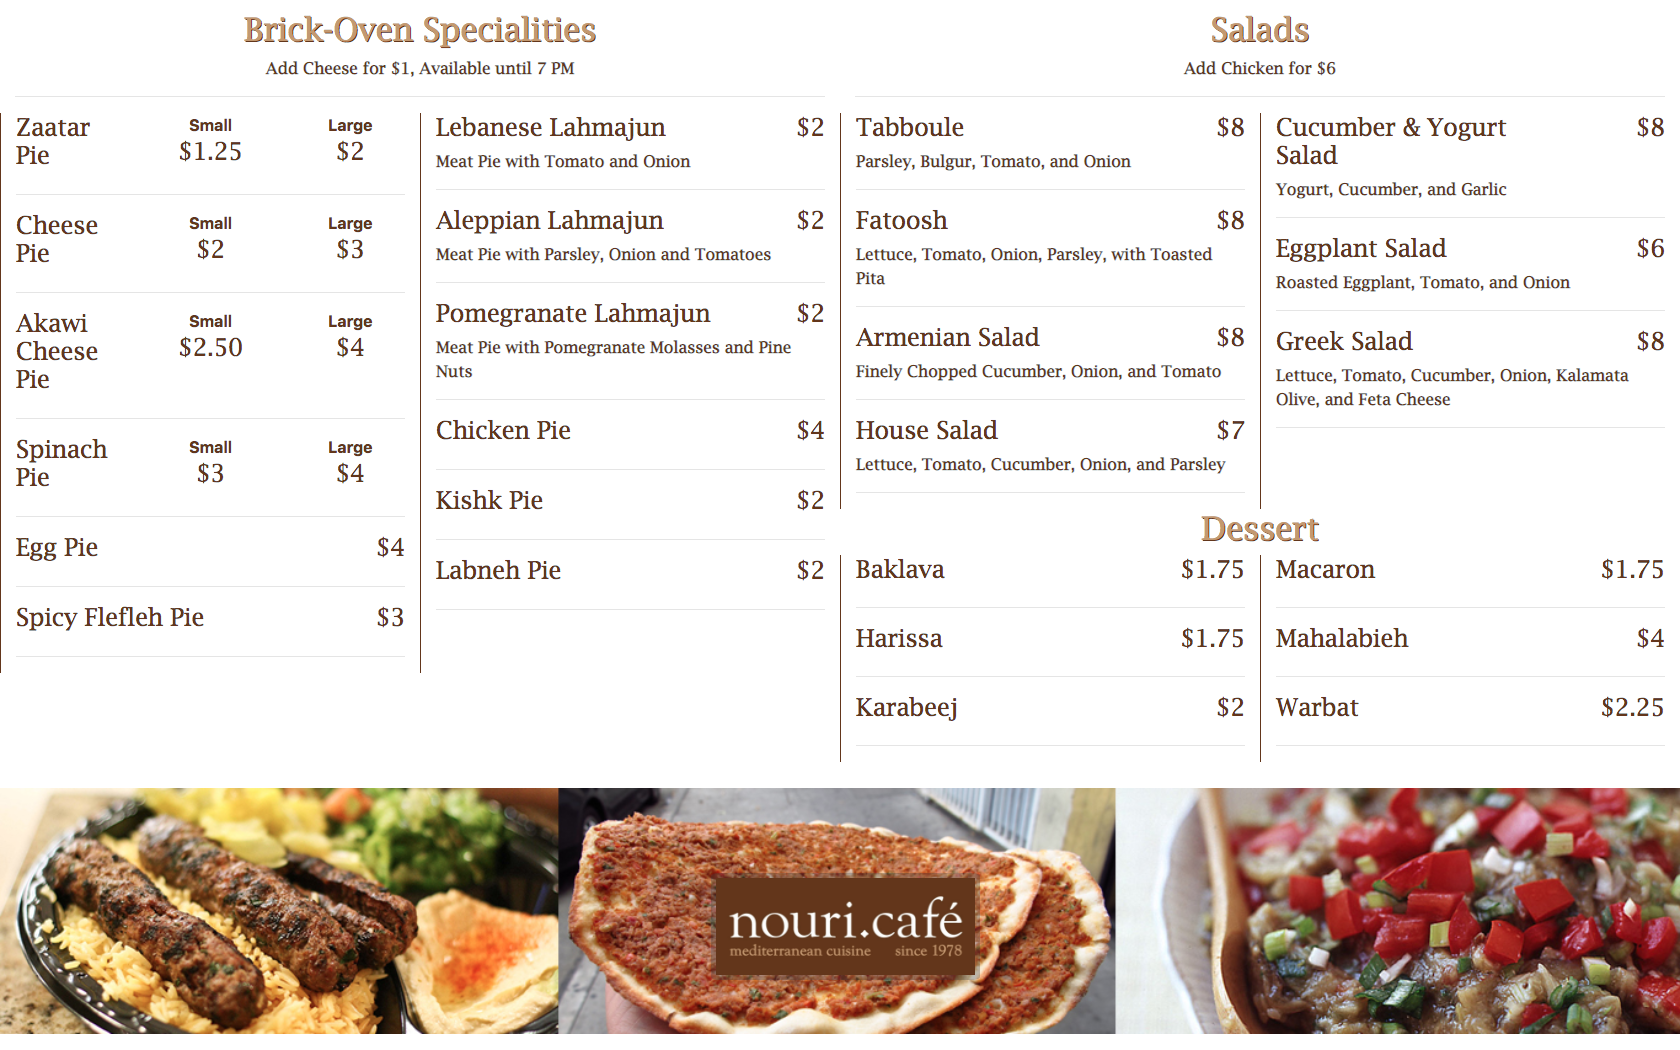 Brick-Oven Specialities
Add Cheese for $1, Available until 7 PM
Zaatar
Pie
Small
$1.25
Large
$2
Cheese
Pie
Small
$2
Large
$3
Akawi
Cheese
Pie
Small
$2.50
Large
$4
Spinach
Pie
Small
$3
Large
$4
Egg Pie $4
Spicy Flefleh Pie $3
Lebanese Lahmajun $2
Meat Pie with Tomato and Onion
Aleppian Lahmajun $2
Meat Pie with Parsley, Onion and Tomatoes
Pomegranate Lahmajun $2
Meat Pie with Pomegranate Molasses and Pine
Nuts
Chicken Pie $4
Kishk Pie $2
Labneh Pie $2
Salads
Add Chicken for $6
Tabboule $8
Parsley, Bulgur, Tomato, and Onion
Fatoosh $8
Lettuce, Tomato, Onion, Parsley, with Toasted
Pita
Armenian Salad $8
Finely Chopped Cucumber, Onion, and Tomato
House Salad $7
Lettuce, Tomato, Cucumber, Onion, and Parsley
Cucumber & Yogurt $8
Salad
Yogurt, Cucumber, and Garlic
Eggplant Salad $6
Roasted Eggplant, Tomato, and Onion
Greek Salad $8
Lettuce, Tomato, Cucumber, Onion, Kalamata
Olive, and Feta Cheese
Dessert
Baklava $1.75
Harissa $1.75
Karabeej $2
Macaron $1.75
Mahalabieh $4
Warbat $2.25
nouri.café
mediterranean cuisine since 1978